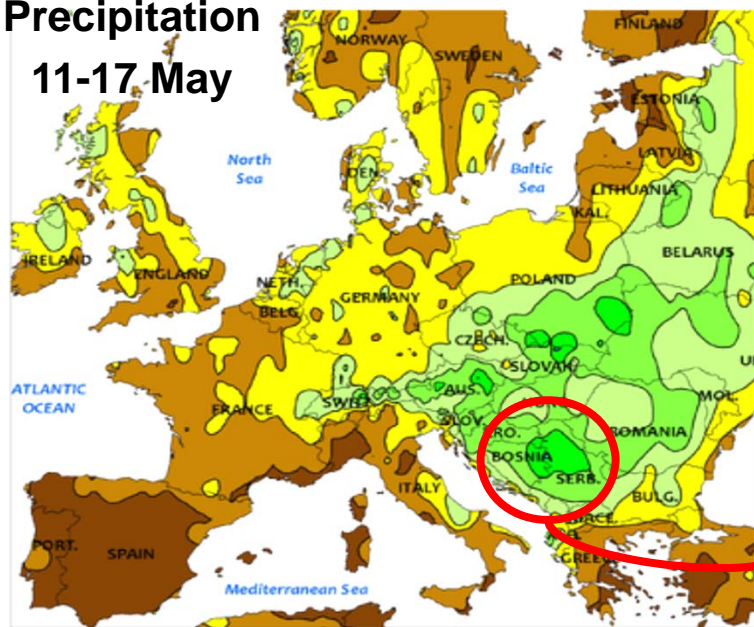 Precipitation
11-17 May
FINLAND
NORWAY
SWEDEN
ESTONIA
North
Sea
LATVIA
DEN.
Baltic
Sea
LITHUANIA
KAL.
IRELAND
ENGLAND
BELARUS
NETH.
POLAND
GERMANY
BELG.
CZECH.
SLOVAK.
ATLANTIC
OCEAN
AUS.
SWITZ.
MOL.
FRANCE
SLOV.
ROMANIA
BOSNIA
SERB.
ITALY
BULG.
PORT.
SPAIN
GREECE
Mediterranean Sea